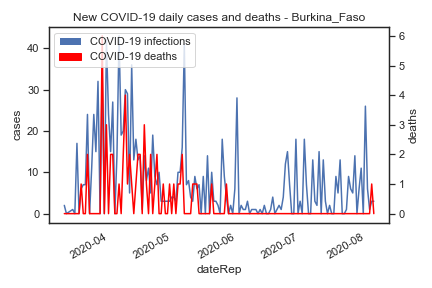 New COVID-19 daily cases and deaths - Burkina_Faso
COVID-19 infections
COVID-19 deaths
40
30
20
10
0
cases
6
5
4
3
2
1
0
deaths
2020-04
2020-05
2020-06
2020-07
2020-08
dateRep